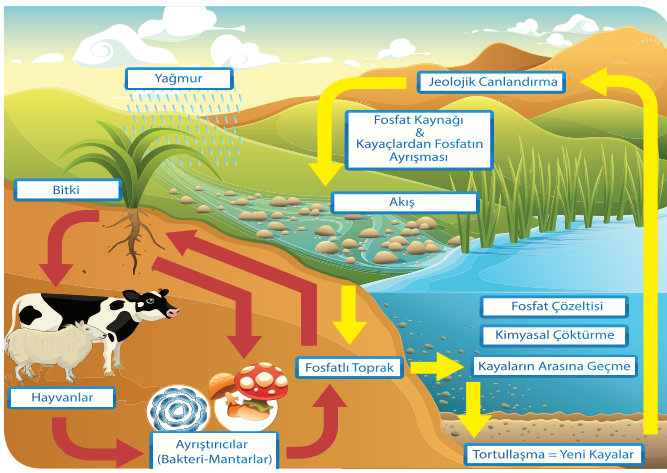 Yağmur
Jeolojik Canlandırma
Fosfat Kaynağı
&
Kayaçlardan Fosfatın
Ayrışması
Bitki
Akış
Fosfat Çözeltisi
Kimyasal Çöktürme
Fosfatlı Toprak
Kayaların Arasına Geçme
Hayvanlar
Ayrıştırıcılar
(Bakteri-Mantarlar)
Tortullaşma = Yeni Kayalar